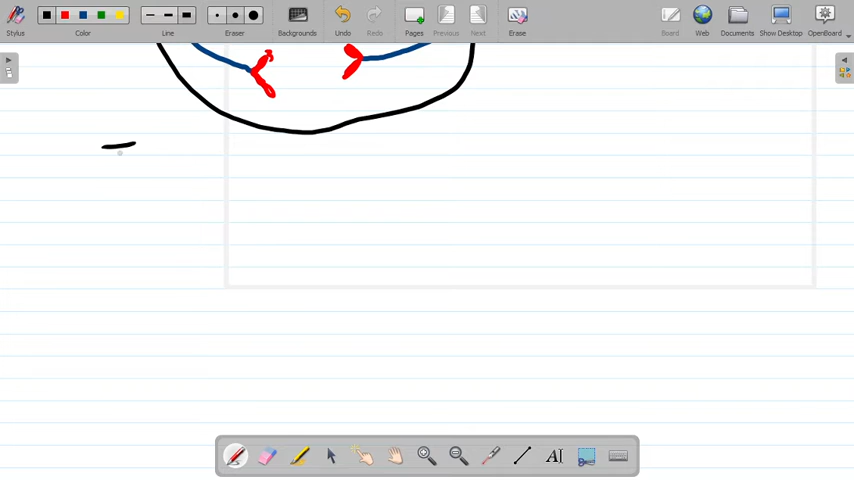 Stylus
Color
Line
Eraser
Backgrounds
Undo
Redo
Pages
Previous
Next
Erase
Board
Web
Documents
Show Desktop
OpenBoard
A